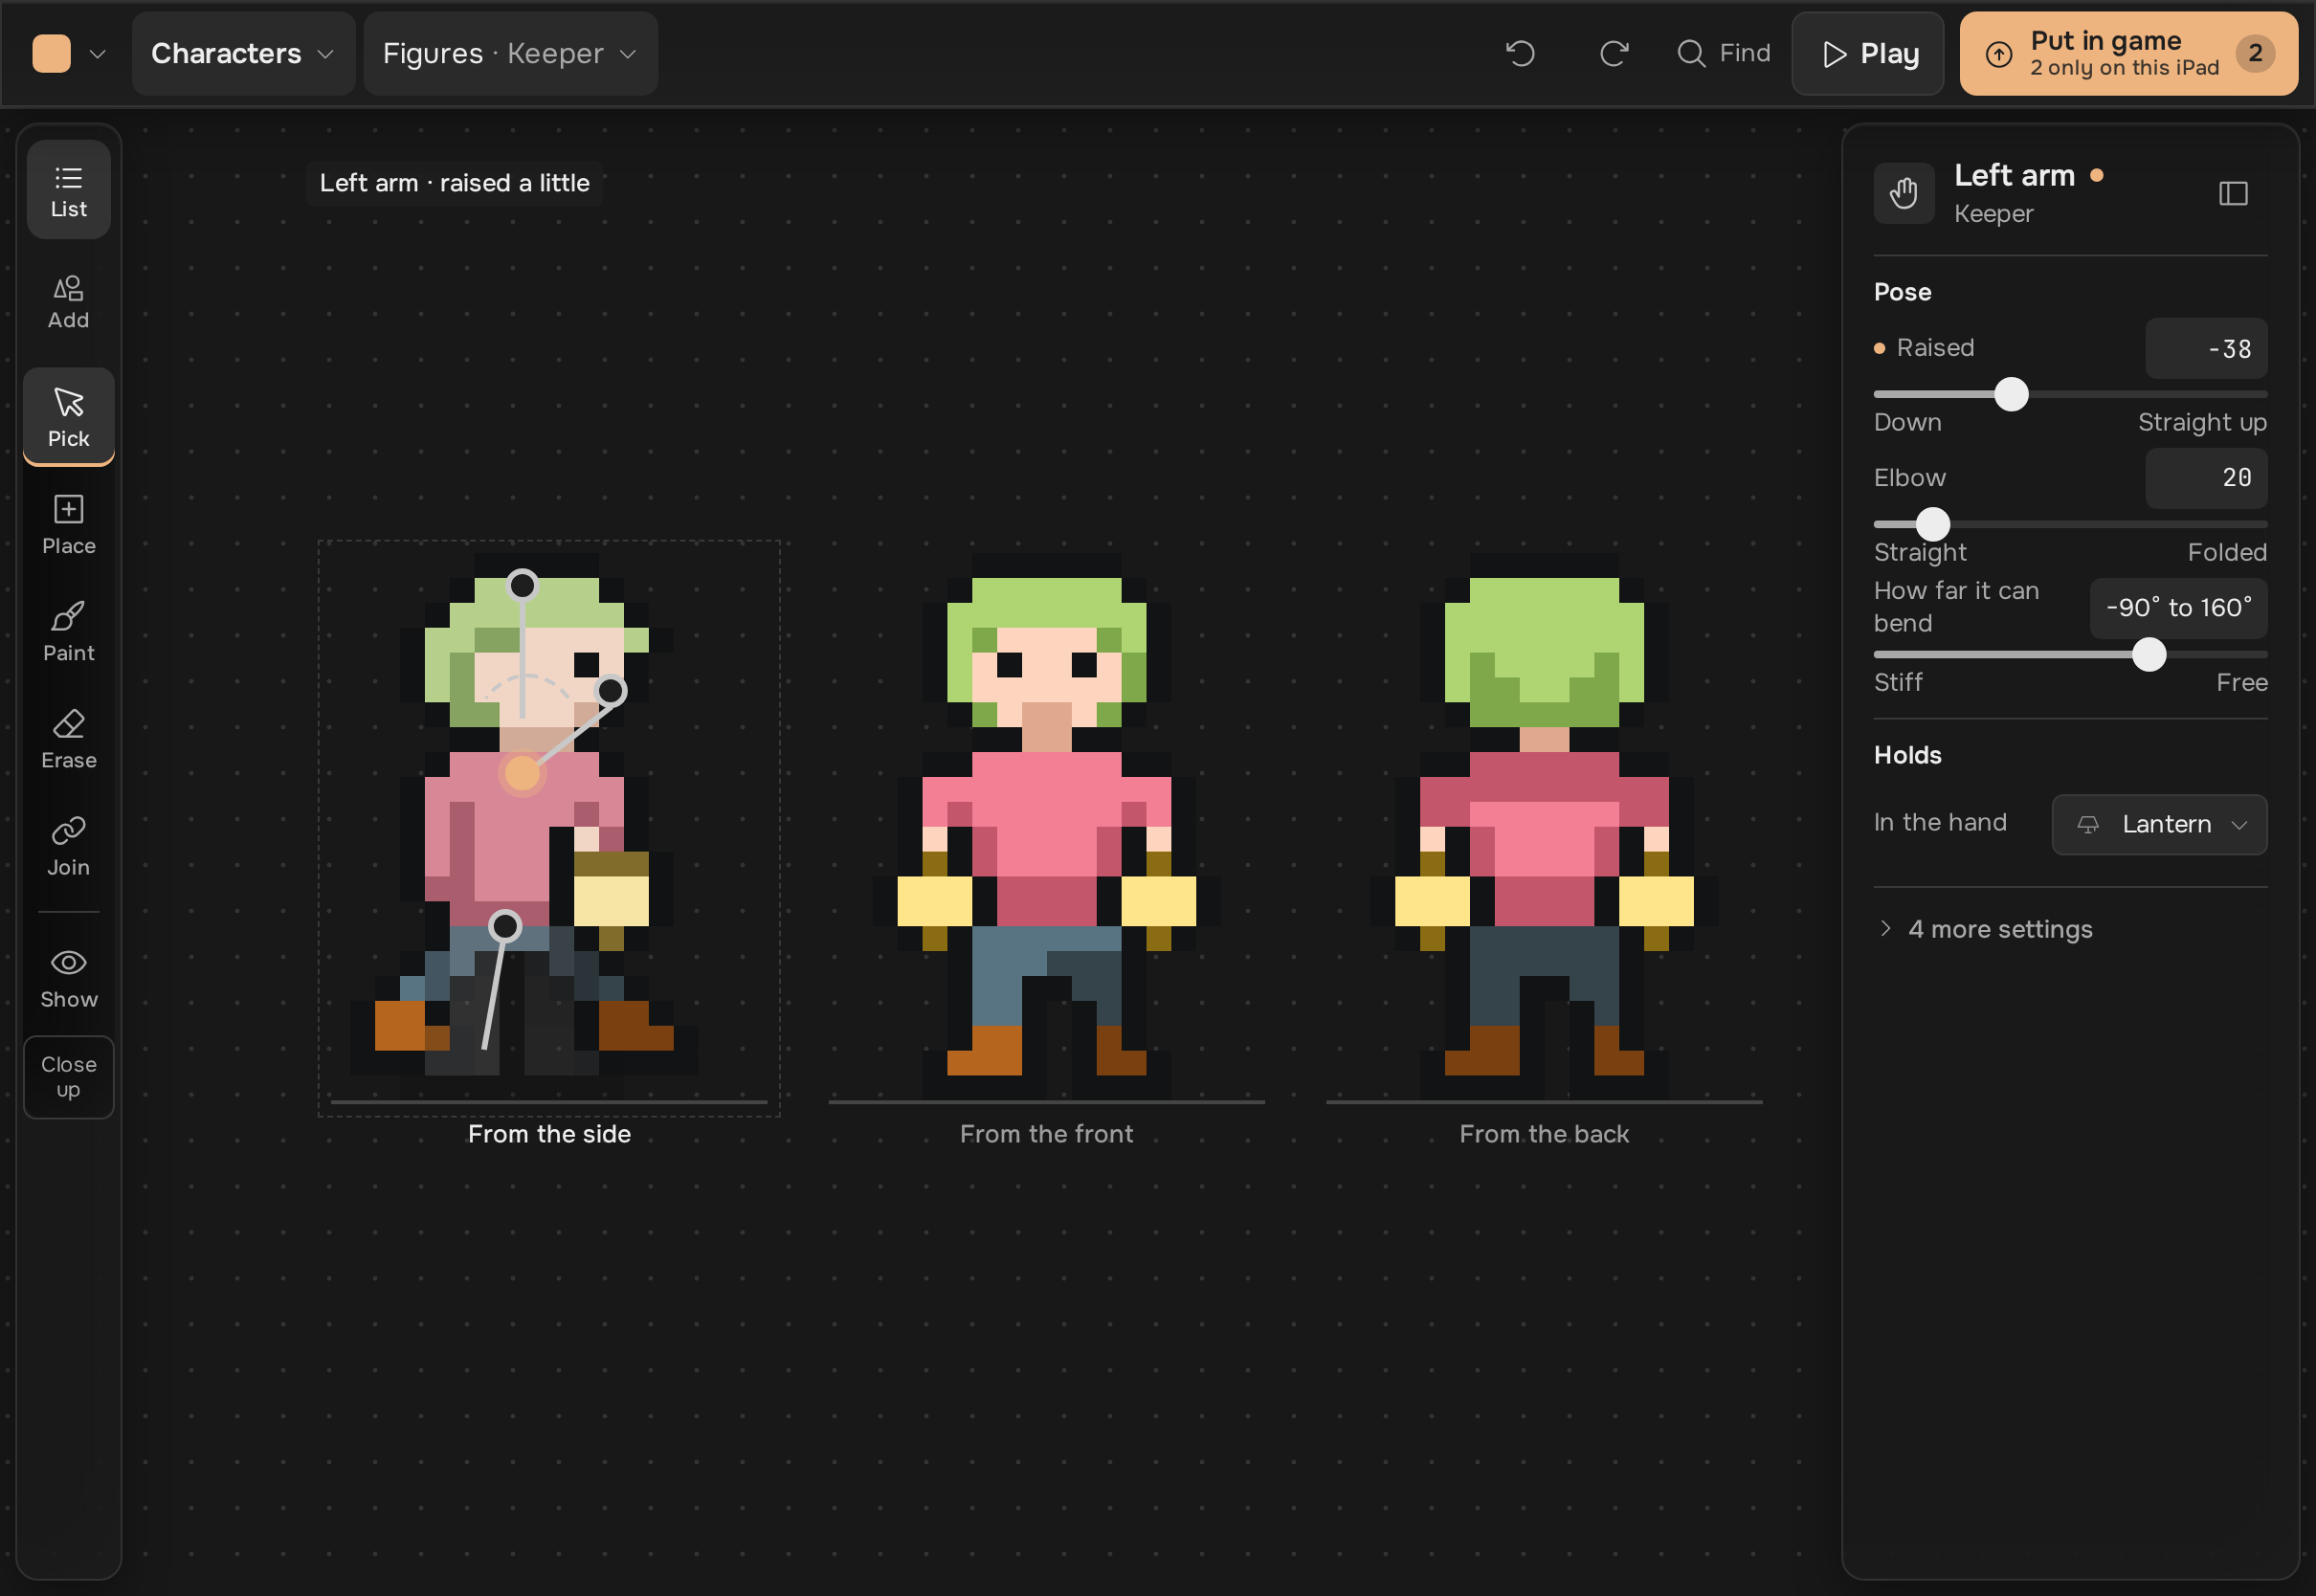 Characters
Figures · Keeper
Find
Play
Put in game
2 only on this iPad
2
List
Add
Pick
Place
Paint
Erase
Join
Show
Close
up
Left arm · raised a little
From the side
From the front
From the back
Left arm
Keeper
Pose
Raised
-38
Down
Straight up
Elbow
20
Straight
Folded
How far it can
bend
-90° to 160°
Stiff
Free
Holds
In the hand
Lantern
4 more settings